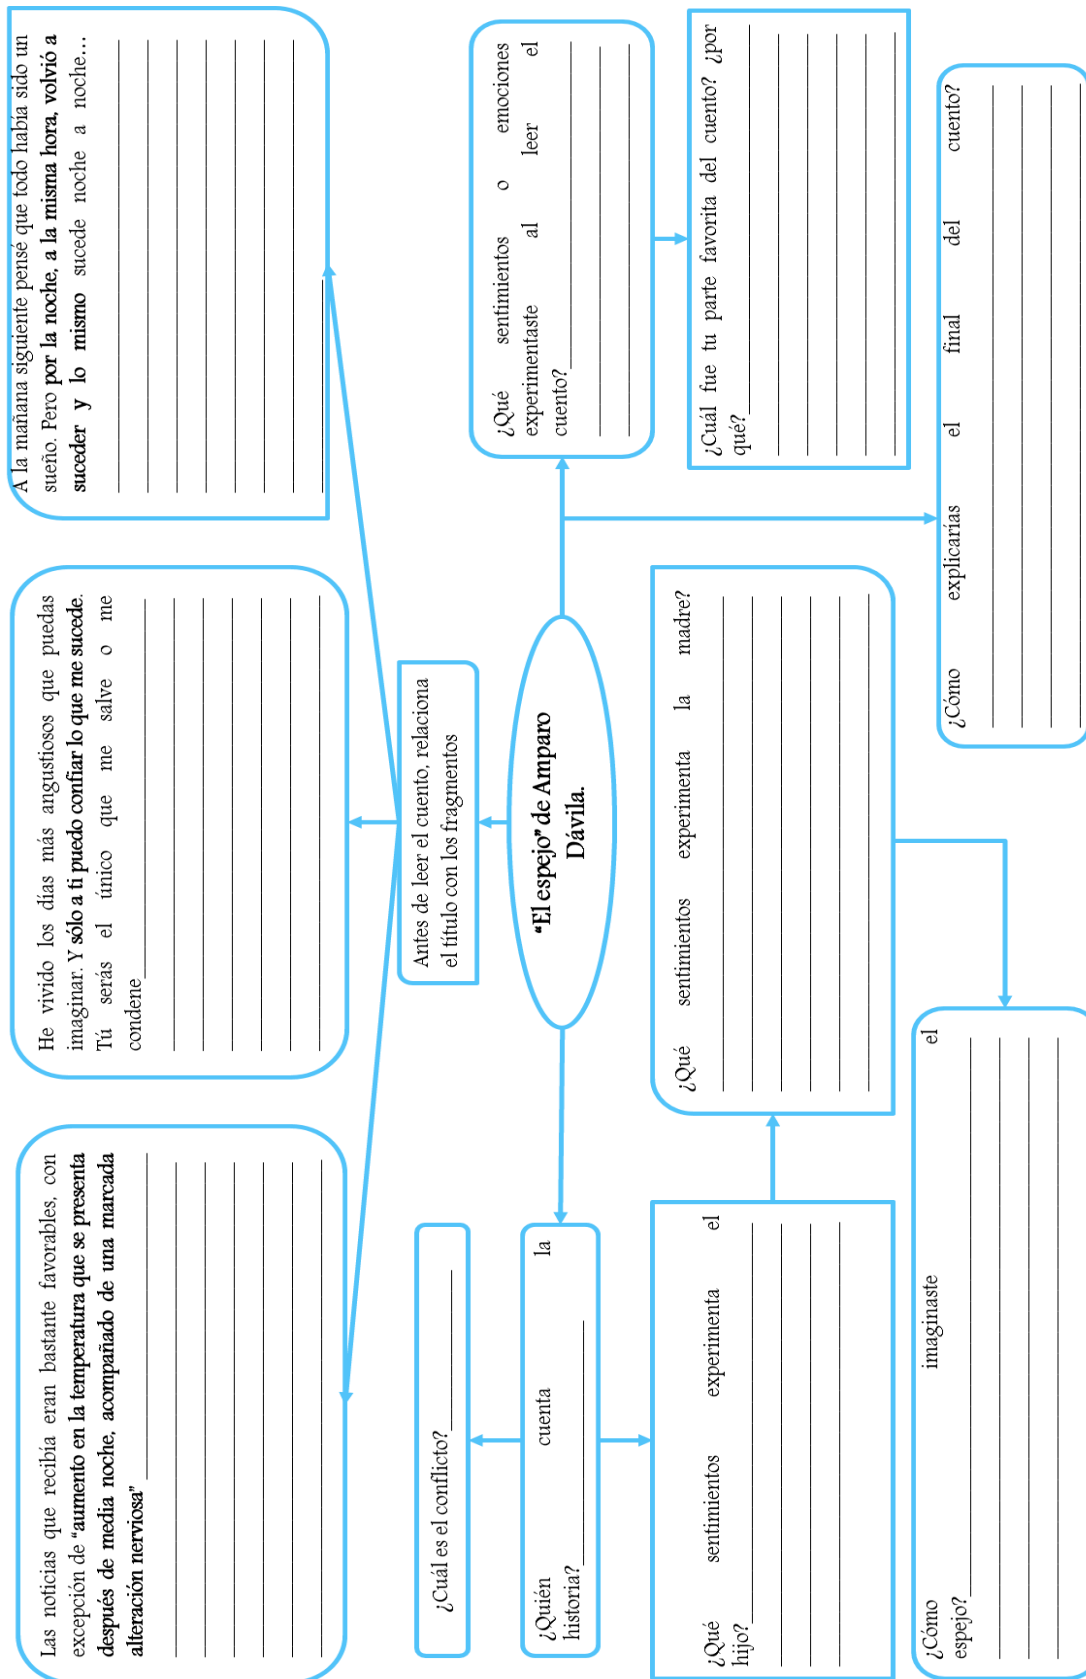 Las noticias que recibía eran bastante favorables, con
excepción de “aumento en la temperatura que se presenta
después de media noche, acompañado de una marcada
alteración nerviosa”
He vivido los días más angustiosos que puedas
imaginar. Y sólo a ti puedo confiar lo que me sucede.
Tú serás el único que me salve o me
condene
A la mañana siguiente pensé que todo había sido un
sueño. Pero por la noche, a la misma hora, volvió a
suceder y lo mismo sucede noche a noche…
Antes de leer el cuento, relaciona
el título con los fragmentos
¿Cuál es el conflicto?
¿Quién cuenta la
historia?
“El espejo” de Amparo
Dávila.
¿Qué sentimientos o emociones
experimentaste al leer el
cuento?
¿Qué sentimientos experimenta el
hijo?
¿Qué sentimientos experimenta la madre?
¿Cuál fue tu parte favorita del cuento? ¿por
qué?
¿Cómo imaginaste el
espejo?
¿Cómo explicarías el final del cuento?